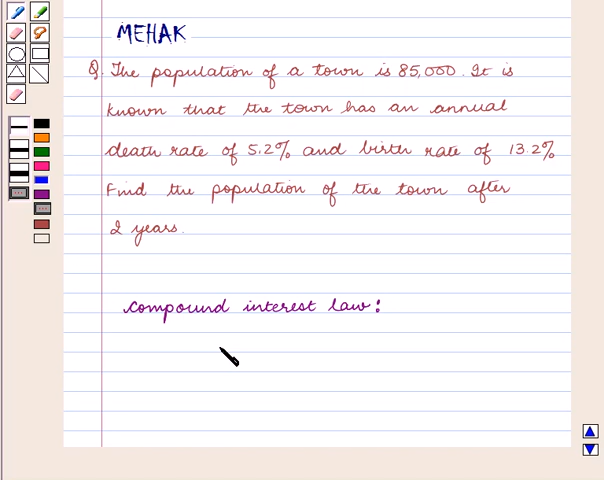 MEHAK
Q. The population of a town is 85,000. It is
known that the town has an annual
death rate of 5.2% and birth rate of 13.2%
Find the population of the town after
2 years.
Compound interest law: